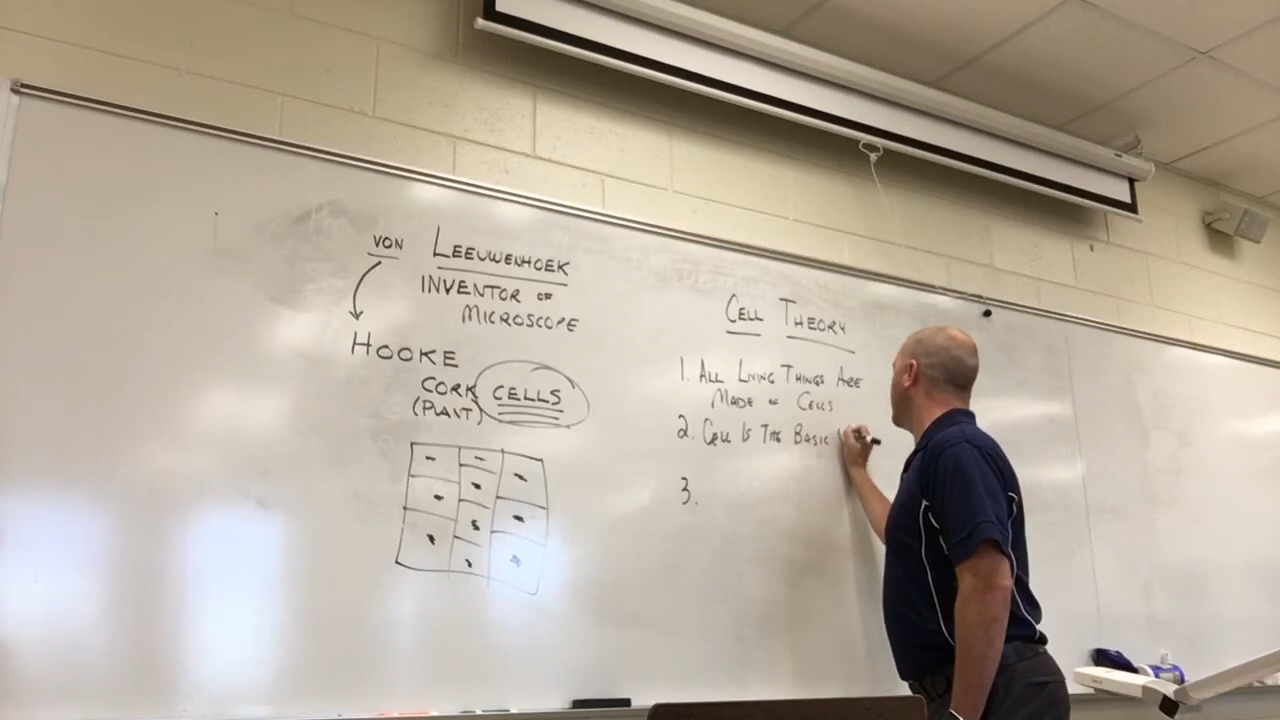 VON LEEUWENHOEK
INVENTOR OF
MICROSCOPE
HOOKE
CORK CELLS
(PLANT)
CELL THEORY
1. ALL LIVING THINGS ARE
MADE OF CELLS
2. CELL IS THE BASIC
3.